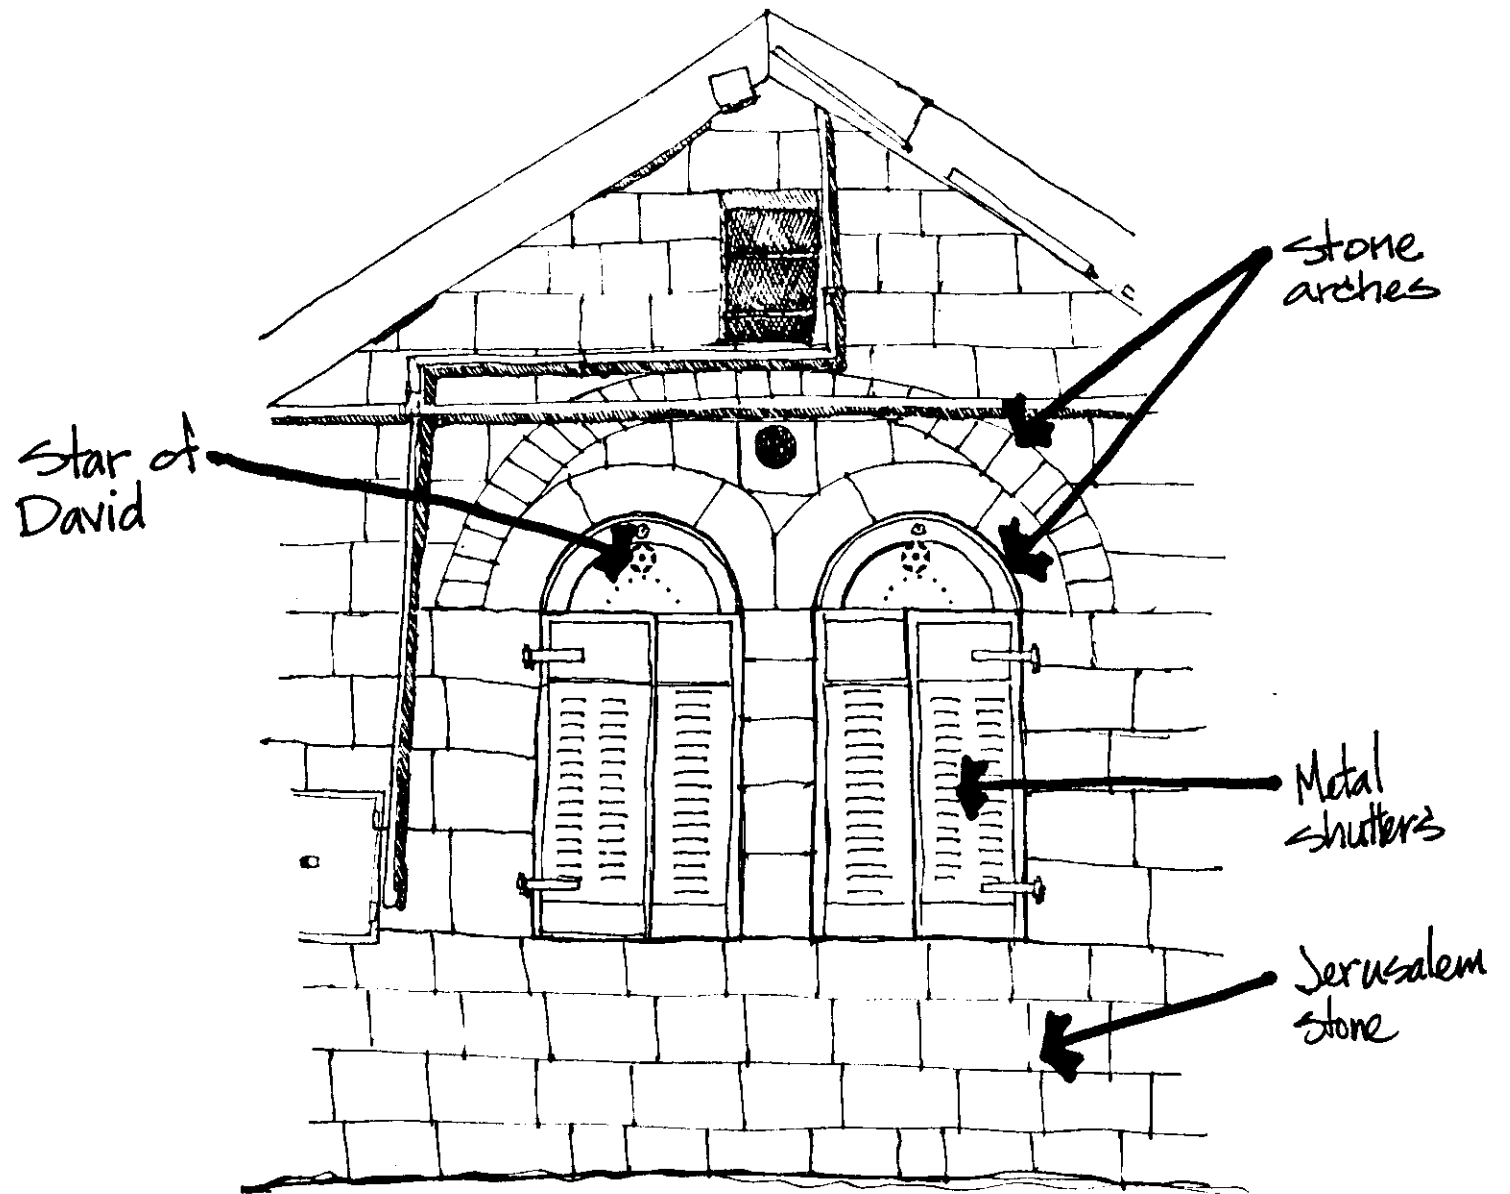 stone
arches
Star of
David
Metal
shutters
Jerusalem
stone